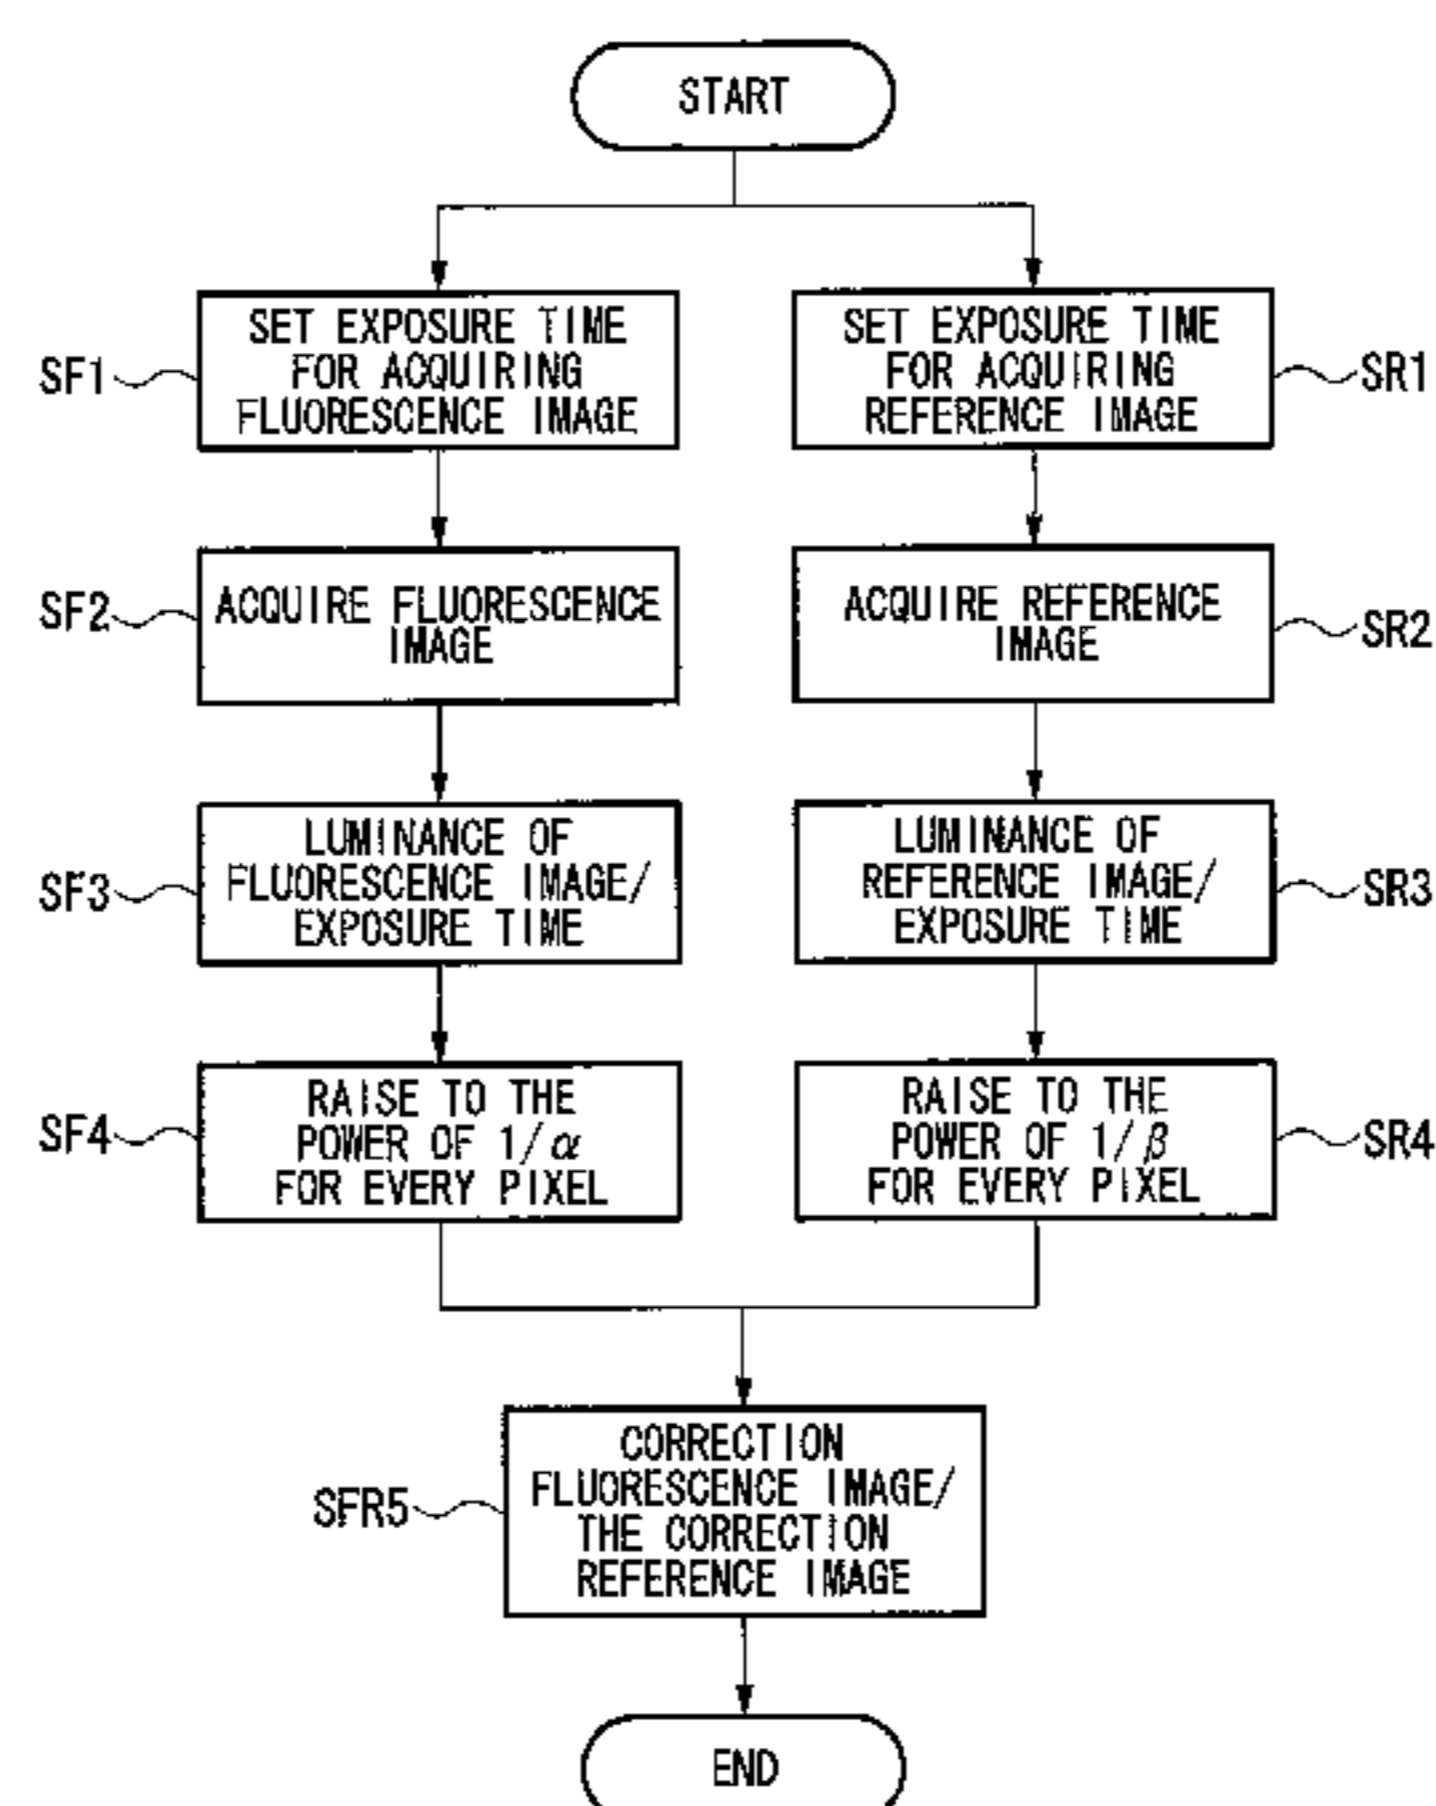 START
SET EXPOSURE TIME
FOR ACQUIRING
FLUORESCENCE IMAGE
SF1
SET EXPOSURE TIME
FOR ACQUIRING
REFERENCE IMAGE
SR1
ACQUIRE FLUORESCENCE
IMAGE
SF2
ACQUIRE REFERENCE
IMAGE
SR2
LUMINANCE OF
FLUORESCENCE IMAGE/
EXPOSURE TIME
SF3
LUMINANCE OF
REFERENCE IMAGE/
EXPOSURE TIME
SR3
RAISE TO THE
POWER OF 1/α
FOR EVERY PIXEL
SF4
RAISE TO THE
POWER OF 1/β
FOR EVERY PIXEL
SR4
CORRECTION
FLUORESCENCE IMAGE/
THE CORRECTION
REFERENCE IMAGE
SFR5
END